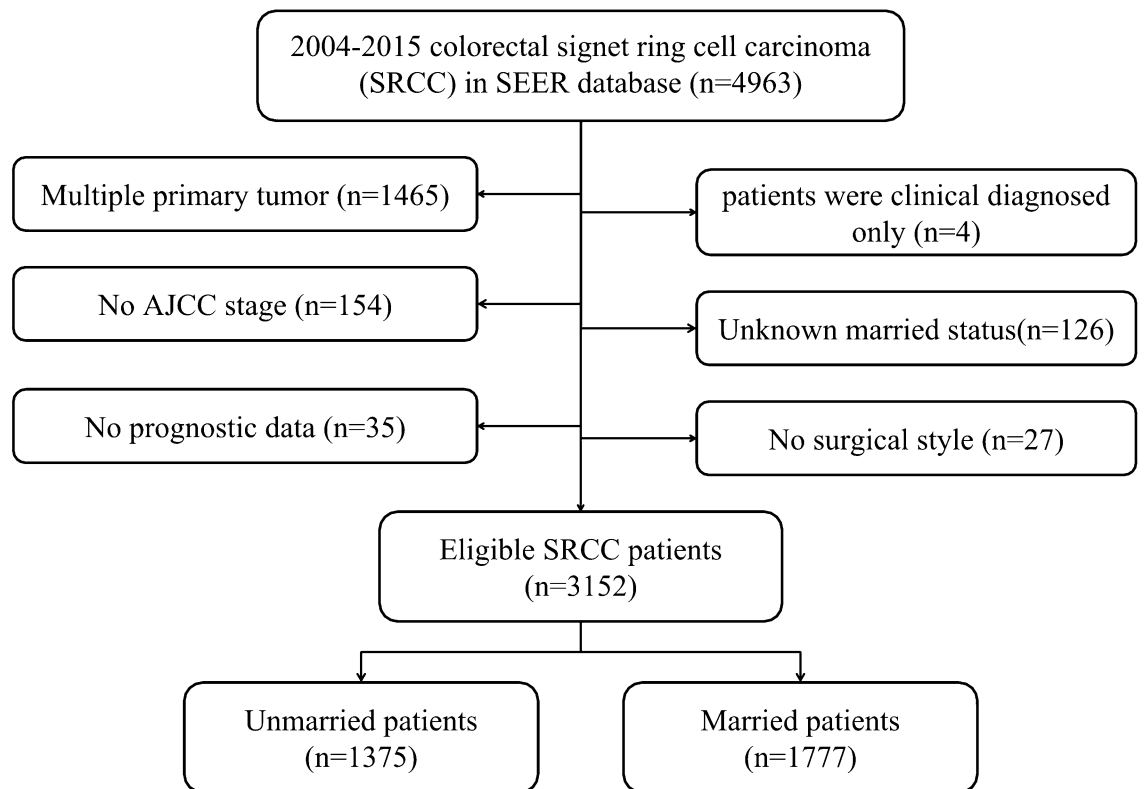 2004-2015 colorectal signet ring cell carcinoma
(SRCC) in SEER database (n=4963)
Multiple primary tumor (n=1465)
patients were clinical diagnosed
only (n=4)
No AJCC stage (n=154)
Unknown married status(n=126)
No prognostic data (n=35)
No surgical style (n=27)
Eligible SRCC patients
(n=3152)
Unmarried patients
(n=1375)
Married patients
(n=1777)